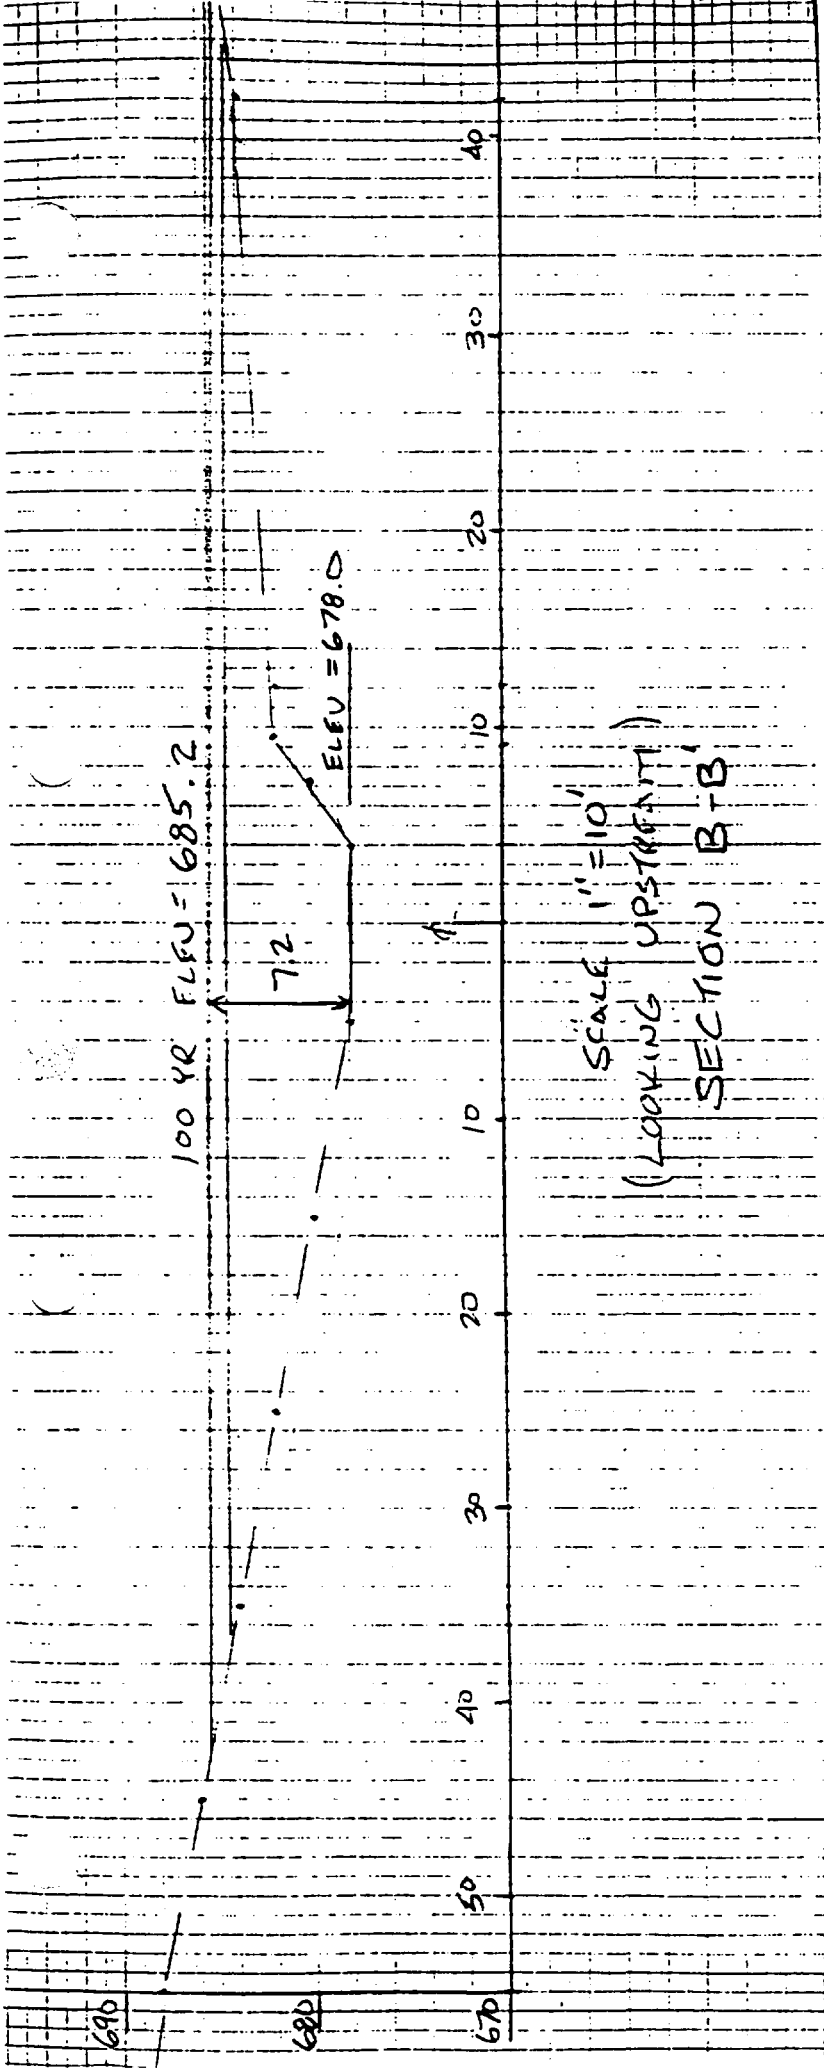 690
680
670
100 YR ELEV = 685.2
7.2
ELEV = 678.0
50 40 30 20 10 10 20 30 40
SCALE 1" = 10'
(LOOKING UPSTREAM)
SECTION B-B'